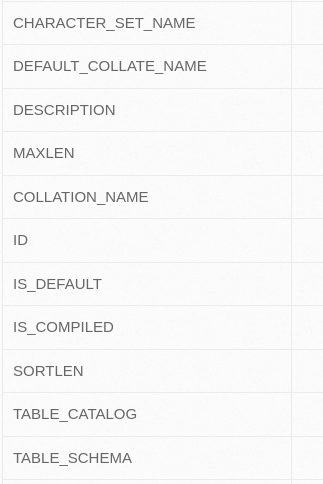 CHARACTER_SET_NAME
DEFAULT_COLLATE_NAME
DESCRIPTION
MAXLEN
COLLATION_NAME
ID
IS_DEFAULT
IS_COMPILED
SORTLEN
TABLE_CATALOG
TABLE_SCHEMA